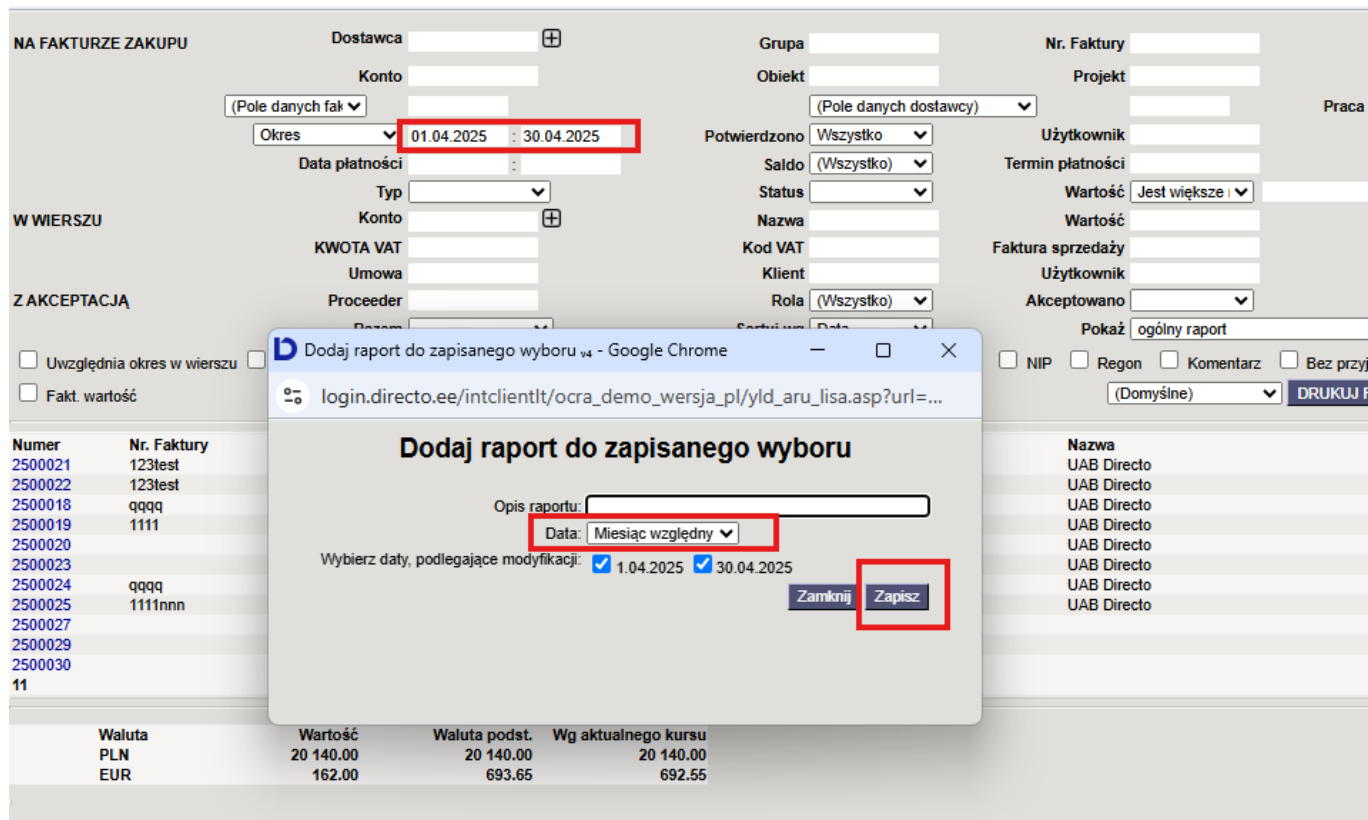 NA FAKTURZE ZAKUPU Dostawca Grupa Nr. Faktury
Konto Obiekt Projekt
(Pole danych fak (Pole danych dostawcy) Praca
Okres 01.04.2025 : 30.04.2025 Potwierdzono Wszystko Użytkownik
Data płatności : Saldo (Wszystko) Termin płatności
Typ Status Wartość Jest większe
W WIERSZU Konto Nazwa Wartość
KWOTA VAT Kod VAT Faktura sprzedaży
Umowa Klient Użytkownik
Z AKCEPTACJĄ Proceeder Rola (Wszystko) Akceptowano
Razem Sortuj wg Data Pokaż ogólny raport
Uwzględnia okres w wierszu NIP Regon Komentarz Bez przyj
Fakt. wartość (Domyślne) DRUKUJ
Dodaj raport do zapisanego wyboru v4 - Google Chrome
login.directo.ee/intclientlt/ocra_demo_wersja_pl/yld_aru_lisa.asp?url=...
Dodaj raport do zapisanego wyboru
Opis raportu:
Data: Miesiąc względny
Wybierz daty, podlegające modyfikacji: 1.04.2025 30.04.2025
Zamknij Zapisz
Numer Nr. Faktury Nazwa
2500021 123test UAB Directo
2500022 123test UAB Directo
2500018 qqqq UAB Directo
2500019 1111 UAB Directo
2500020 UAB Directo
2500023 UAB Directo
2500024 qqqq UAB Directo
2500025 1111nnn UAB Directo
2500027
2500029
2500030
11
Waluta Wartość Waluta podst. Wg aktualnego kursu
PLN 20 140.00 20 140.00 20 140.00
EUR 162.00 693.65 692.55